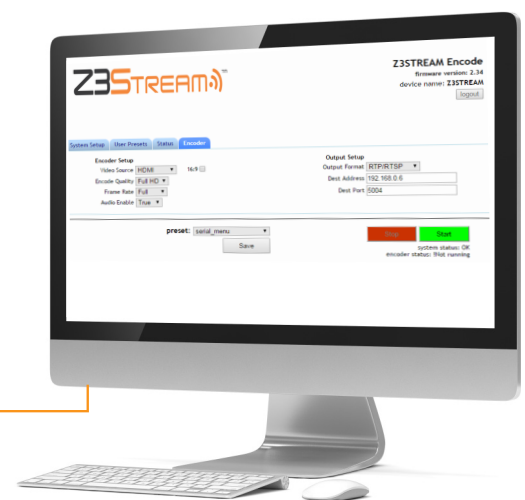 Z3STREAM™
Z3STREAM Encode
firmware version: 2.34
device name: Z3STREAM
logout
System Setup User Presets Status Encoder
Encoder Setup
Video Source HDMI 16:9
Encode Quality Full HD
Frame Rate Full
Audio Enable True
Output Setup
Output Format RTP/RTSP
Dest Address 192.168.0.6
Dest Port 5004
preset: serial_menu
Save
Stop Start
system status: OK
encoder status: !Not running